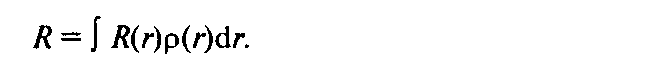 R = ∫ R(r)ρ(r)dr.